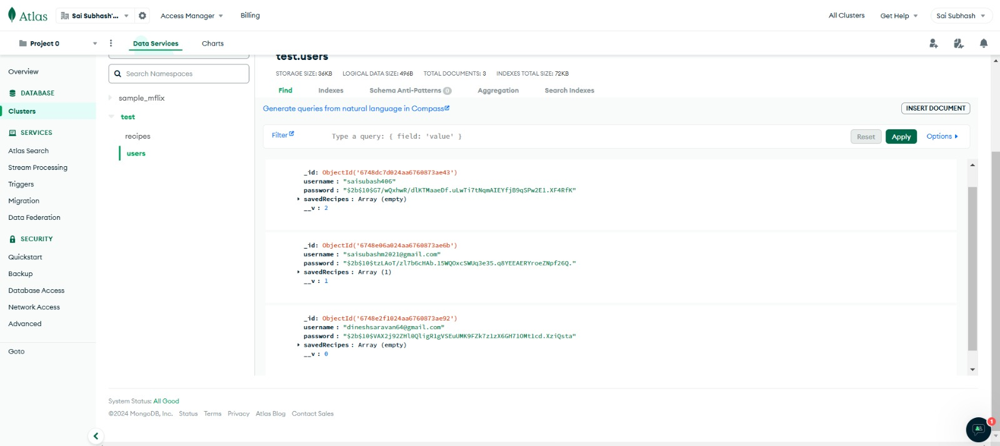 Atlas Sai Subhash'... Access Manager Billing All Clusters Get Help Sai Subhash
Project 0 Data Services Charts
Overview
DATABASE
Clusters
SERVICES
Atlas Search
Stream Processing
Triggers
Migration
Data Federation
SECURITY
Quickstart
Backup
Database Access
Network Access
Advanced
Goto
Search Namespaces
sample_mflix
test
recipes
users
test.users
STORAGE SIZE: 36KB LOGICAL DATA SIZE: 496B TOTAL DOCUMENTS: 3 INDEXES TOTAL SIZE: 72KB
Find Indexes Schema Anti-Patterns 0 Aggregation Search Indexes
Generate queries from natural language in Compass INSERT DOCUMENT
Filter Type a query: { field: 'value' } Reset Apply Options
_id: ObjectId('6748dc7d024aa6760873ae43')
username : "saisubash406"
password : "$2b$10$G7/wQxhwR/dlKTMaaeDf.uLwTi7tNqmAIEYfjB9qSPw2E1.XF4RfK"
savedRecipes : Array (empty)
__v : 2
_id: ObjectId('6748e06a024aa6760873ae6b')
username : "saisubashm2021@gmail.com"
password : "$2b$10$tzLAoT/zl7b6cHAb.15WQOxcSWUq3e35.q8YEEAERYroeZNpf26Q."
savedRecipes : Array (1)
__v : 1
_id: ObjectId('6748e2f1024aa6760873ae92')
username : "dineshsaravan64@gmail.com"
password : "$2b$10$VAX2j92ZHl0QligR1gVSEuUMK9FZk7z1zX6GH71OMt1cd.XziQsta"
savedRecipes : Array (empty)
__v : 0
System Status: All Good
©2024 MongoDB, Inc. Status Terms Privacy Atlas Blog Contact Sales
1